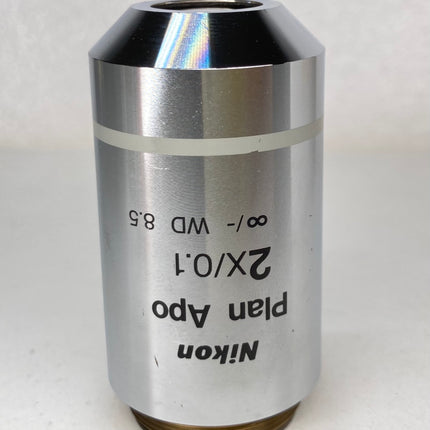 Nikon
Plan Apo
2X/0.1
∞/- WD 8.5